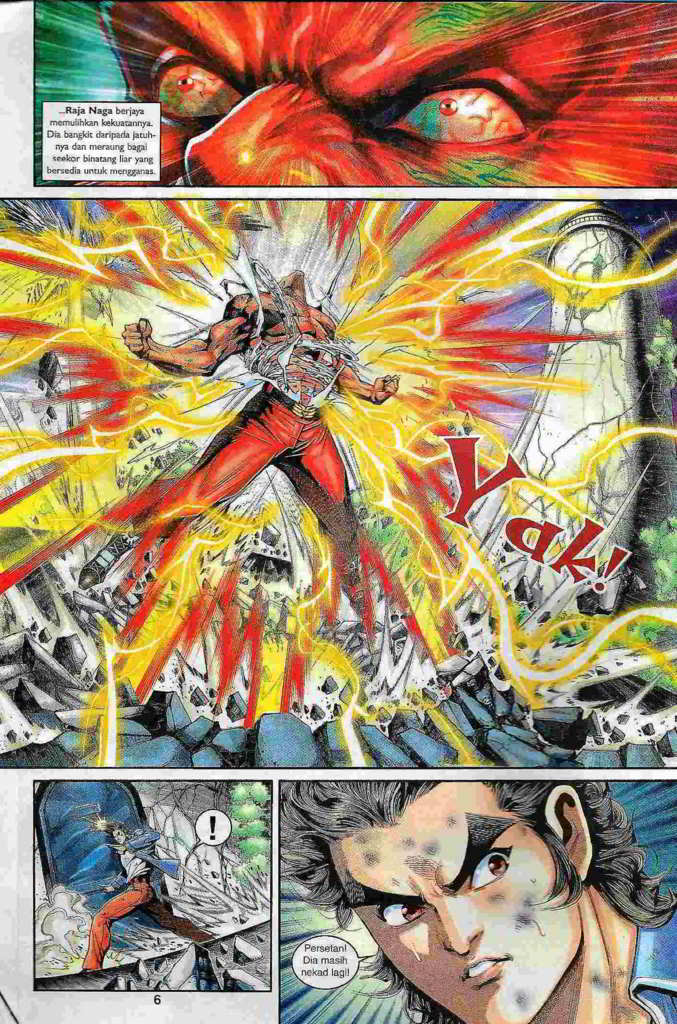 ...Raja Naga berjaya
memulihkan kekuatannya.
Dia bangkit daripada jatuh-
nya dan meraung bagai
seekor binatang liar yang
bersedia untuk mengganas.
Yak!
!
Persetan!
Dia masih
nekad lagi!
6